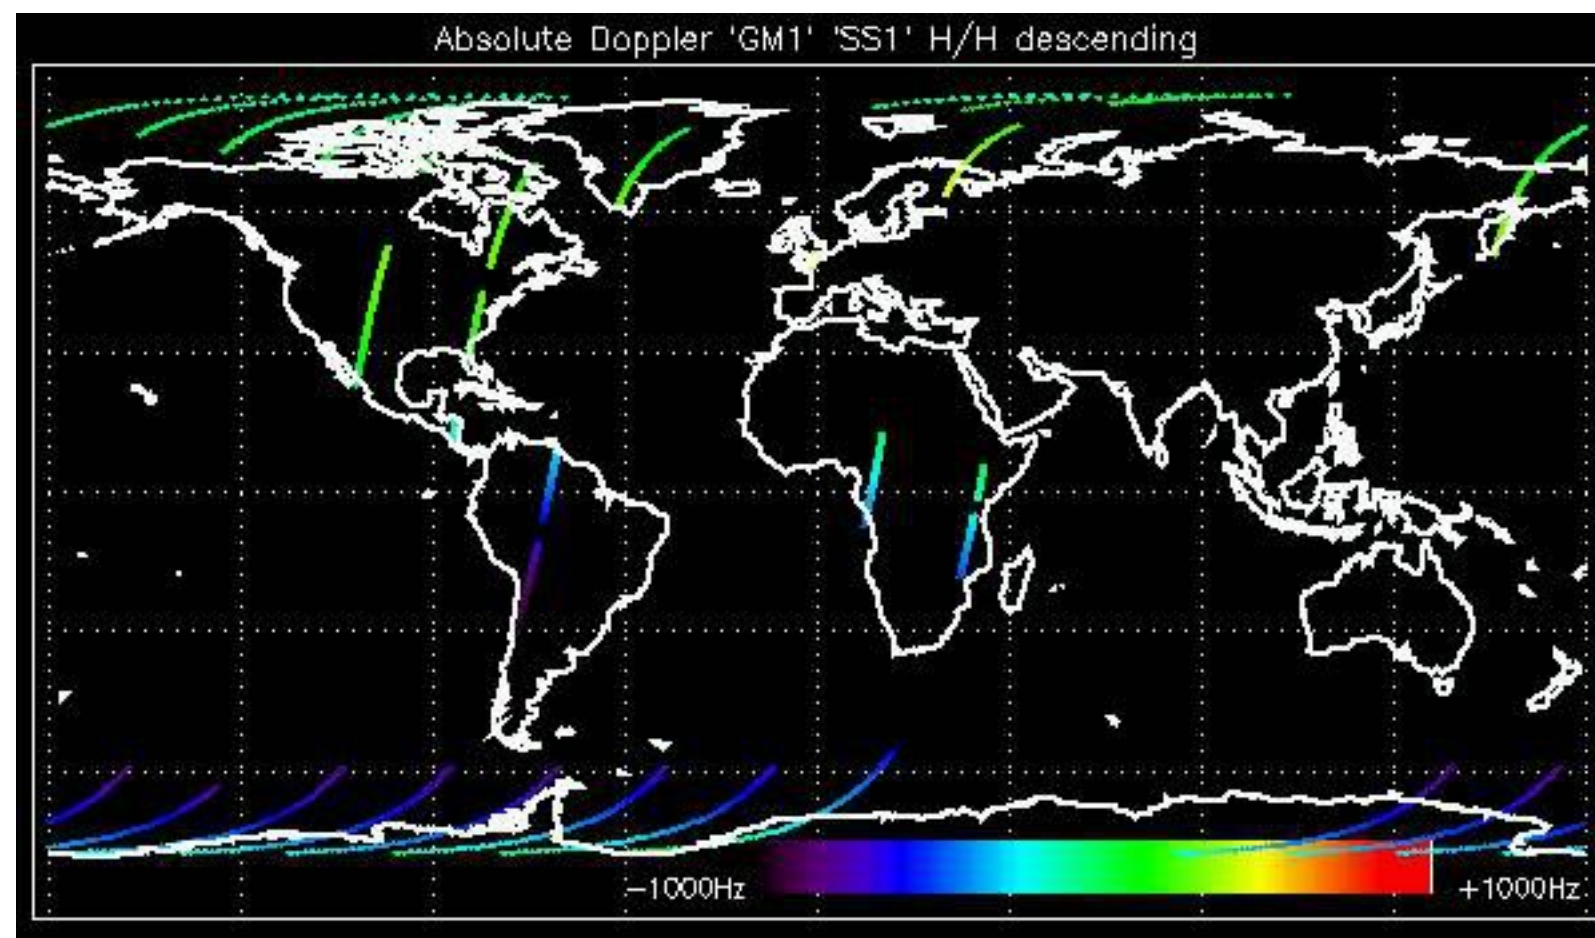 Absolute Doppler 'GM1' 'SS1' H/H descending
-1000Hz
+1000Hz